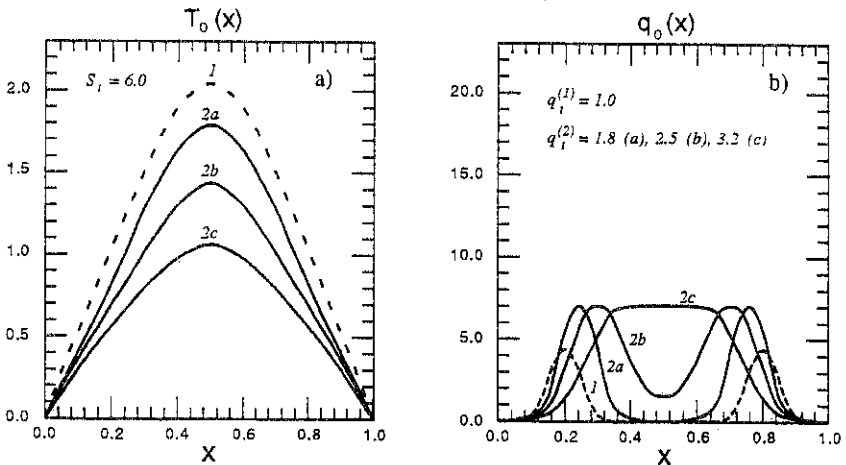 T₀(x)
a)
S_t = 6.0
1
2a
2b
2c
2.0
1.5
1.0
0.5
0.0
0.0 0.2 0.4 0.6 0.8 1.0
X
q₀(x)
b)
q_t^(1) = 1.0
q_t^(2) = 1.8 (a), 2.5 (b), 3.2 (c)
20.0
15.0
10.0
5.0
0.0
2c
2b
2a
1
0.0 0.2 0.4 0.6 0.8 1.0
X